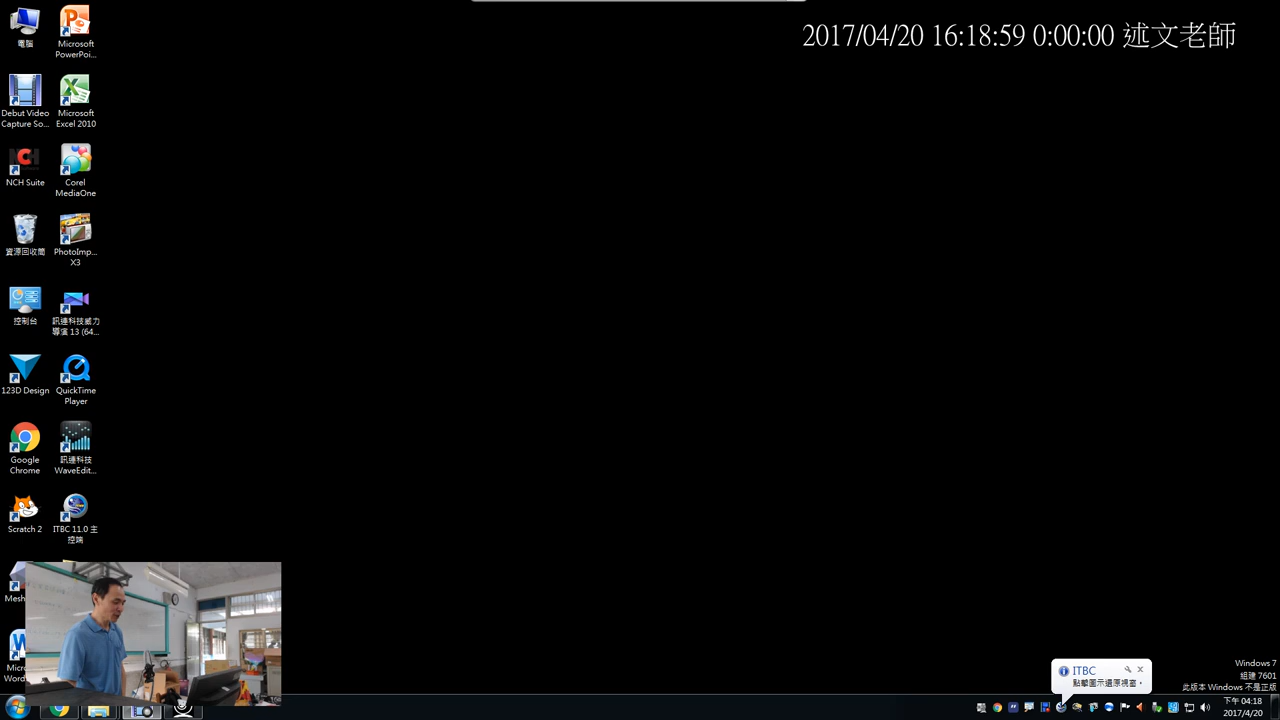 2017/04/20 16:18:59 0:00:00 述文老師
電腦
Microsoft
PowerPoi...
Debut Video
Capture So...
Microsoft
Excel 2010
NCH Suite
Corel
MediaOne
資源回收筒
PhotoImp...
X3
控制台
訊連科技威力
導演 13 (64...
123D Design
QuickTime
Player
Google
Chrome
訊連科技
WaveEdit...
Scratch 2
ITBC 11.0 主
控端
Mesh
Micro
Word
ITBC
點擊圖示還原視窗。
Windows 7
組建 7601
此版本 Windows 不是正版
下午 04:18
2017/4/20